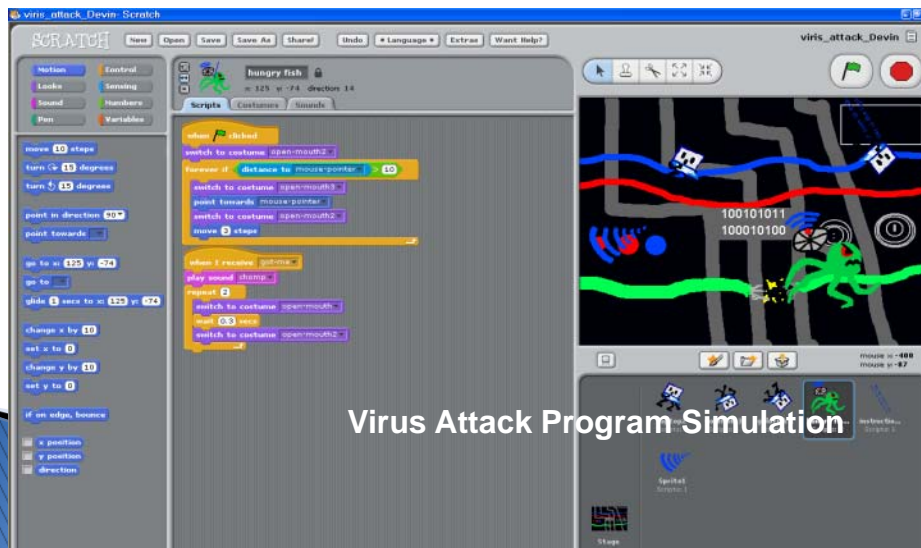 viris_attack_Devin- Scratch
SCRATCH
New
Open
Save
Save As
Share!
Undo
Language
Extras
Want Help?
viris_attack_Devin
Motion
Control
Looks
Sensing
Sound
Numbers
Pen
Variables
move 10 steps
turn 15 degrees
turn 15 degrees
point in direction 90
point towards
go to x: 125 y: -74
go to
glide 1 secs to x: 125 y: -74
change x by 10
set x to 0
change y by 10
set y to 0
if on edge, bounce
x position
y position
direction
hungry fish
x: 125 y: -74 direction 14
Scripts
Costumes
Sounds
when clicked
switch to costume open-mouth2
forever if distance to mouse-pointer > 10
switch to costume open-mouth3
point towards mouse-pointer
switch to costume open-mouth2
move 3 steps
when I receive got-me
play sound chomp
repeat 2
switch to costume open-mouth
wait 0.3 secs
switch to costume open-mouth2
100101011
100010100
mouse x: -408
mouse y: -87
Virus Attack Program Simulation
instructio...
Scripts: 1
Sprite1
Scripts: 1
Stage